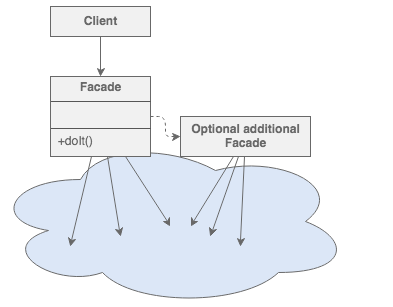 Client
Facade
+doIt()
Optional additional
Facade